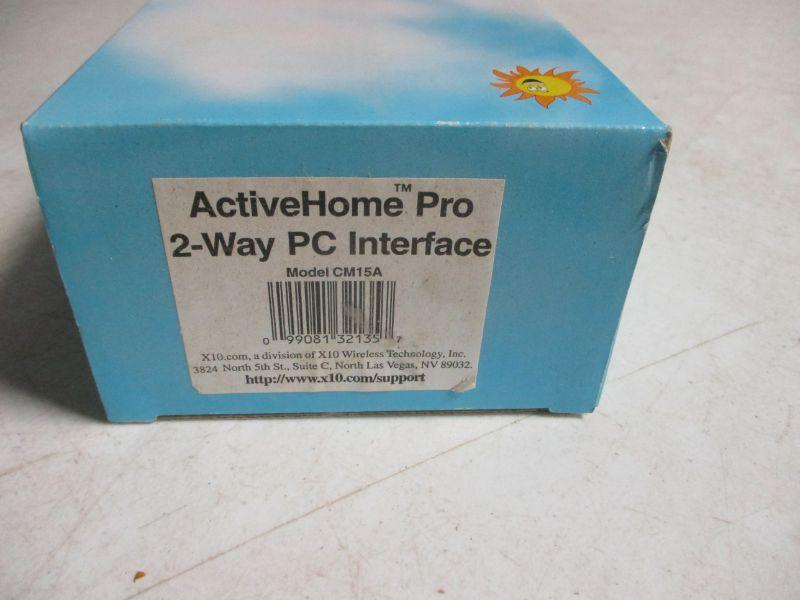 ActiveHome™ Pro
2-Way PC Interface
Model CM15A
0 99081 32135 7
X10.com, a division of X10 Wireless Technology, Inc.
3824 North 5th St., Suite C, North Las Vegas, NV 89032.
http://www.x10.com/support